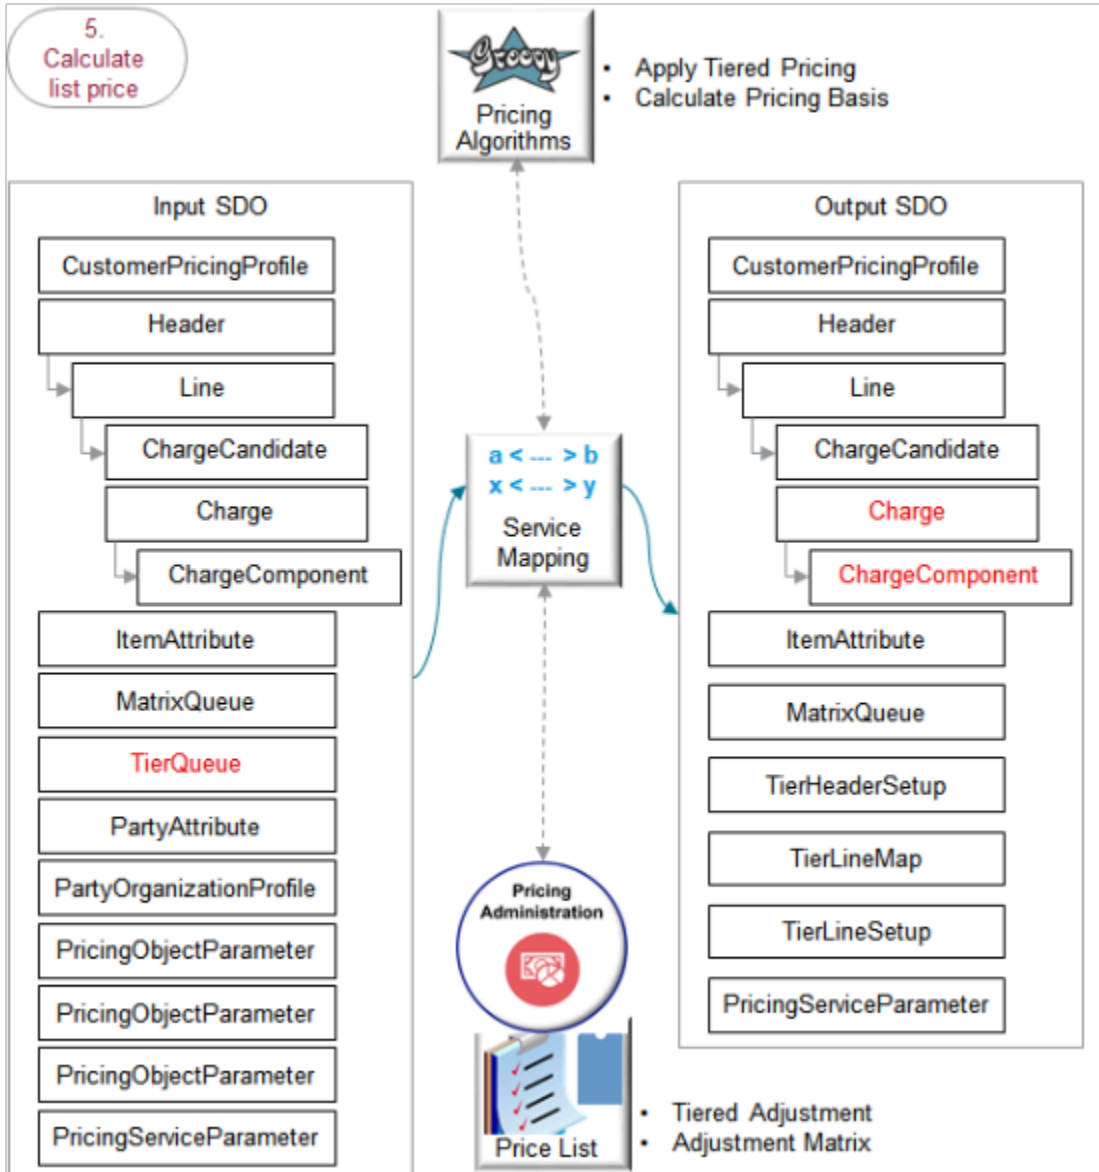 5.
Calculate
list price
Groovy
Pricing
Algorithms
• Apply Tiered Pricing
• Calculate Pricing Basis
Input SDO
CustomerPricingProfile
Header
Line
ChargeCandidate
Charge
ChargeComponent
ItemAttribute
MatrixQueue
TierQueue
PartyAttribute
PartyOrganizationProfile
PricingObjectParameter
PricingObjectParameter
PricingObjectParameter
PricingServiceParameter
a < --- > b
x < --- > y
Service
Mapping
Pricing
Administration
Price List
• Tiered Adjustment
• Adjustment Matrix
Output SDO
CustomerPricingProfile
Header
Line
ChargeCandidate
Charge
ChargeComponent
ItemAttribute
MatrixQueue
TierHeaderSetup
TierLineMap
TierLineSetup
PricingServiceParameter